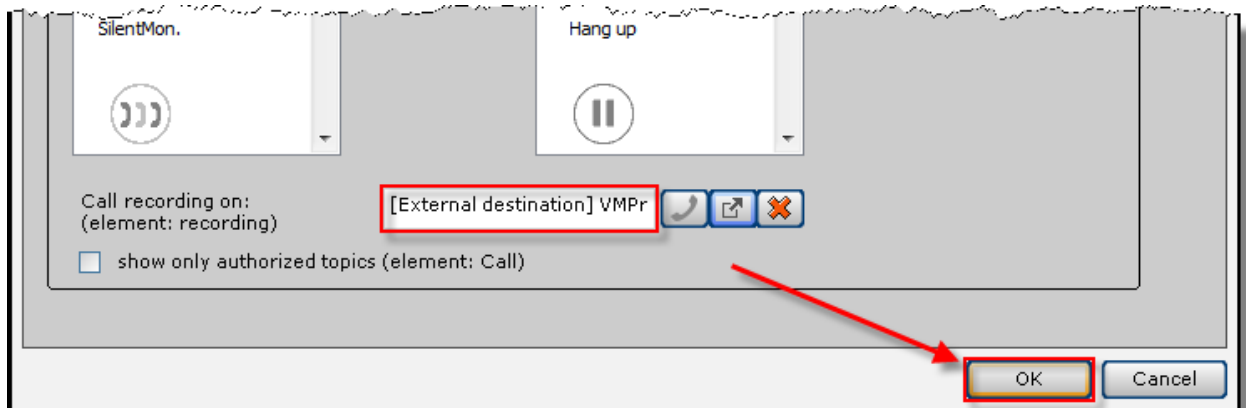 SilentMon.
Hang up
Call recording on:
(element: recording)
[External destination] VMPr
show only authorized topics (element: Call)
OK
Cancel